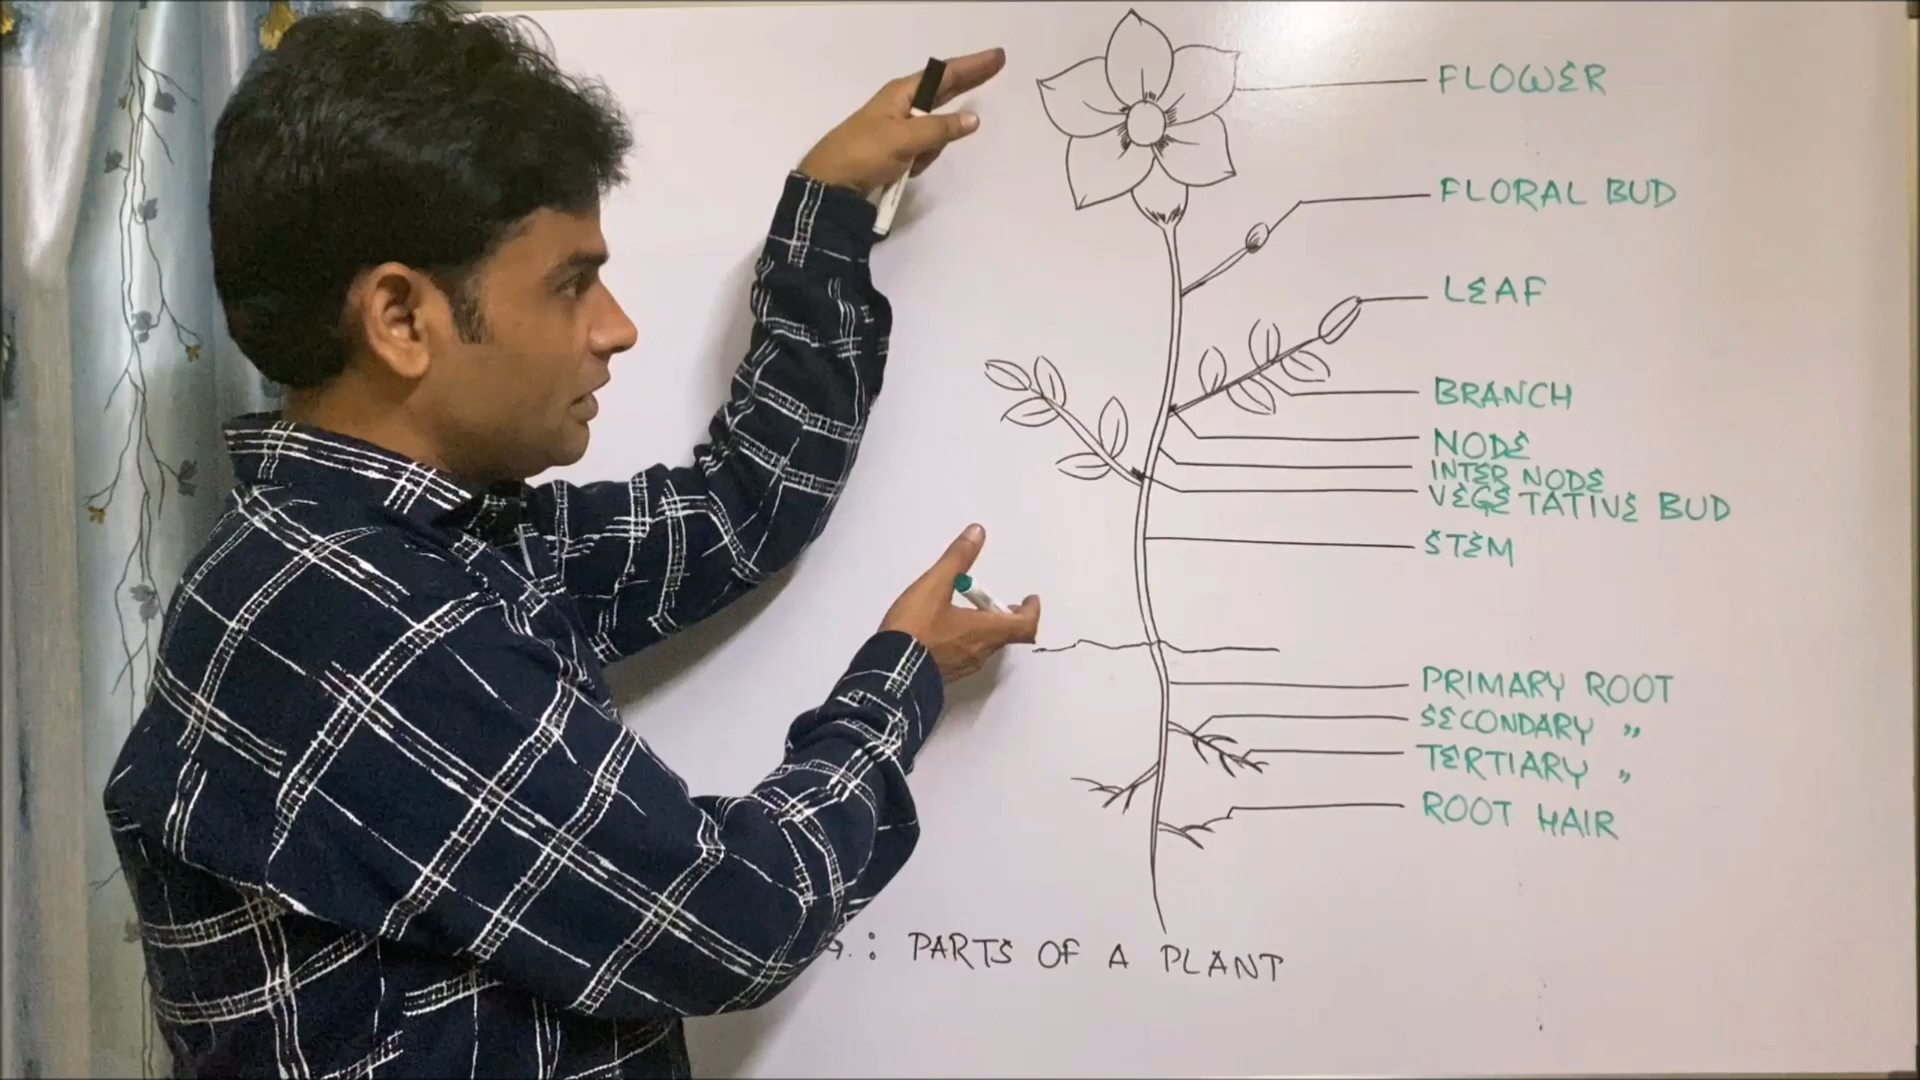 FLOWER
FLORAL BUD
LEAF
BRANCH
NODE
INTER NODE
VEGETATIVE BUD
STEM
PRIMARY ROOT
SECONDARY "
TERTIARY "
ROOT HAIR
: PARTS OF A PLANT